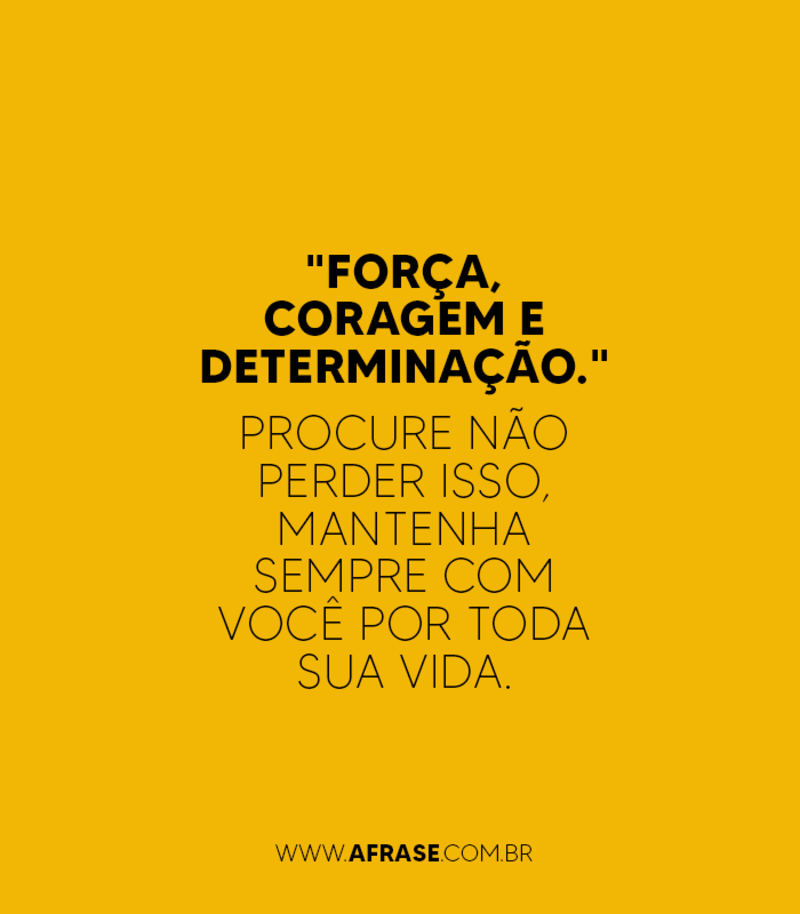 "FORÇA,
CORAGEM E
DETERMINAÇÃO."
PROCURE NÃO
PERDER ISSO,
MANTENHA
SEMPRE COM
VOCÊ POR TODA
SUA VIDA.
WWW.AFRASE.COM.BR